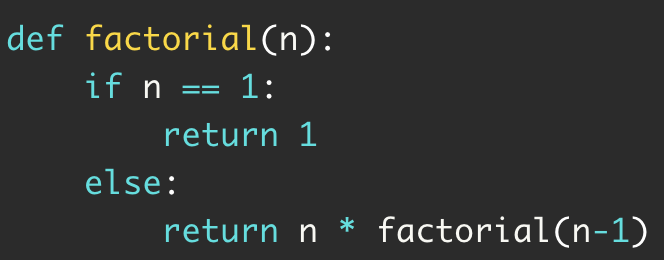 def factorial(n):
    if n == 1:
        return 1
    else:
        return n * factorial(n-1)